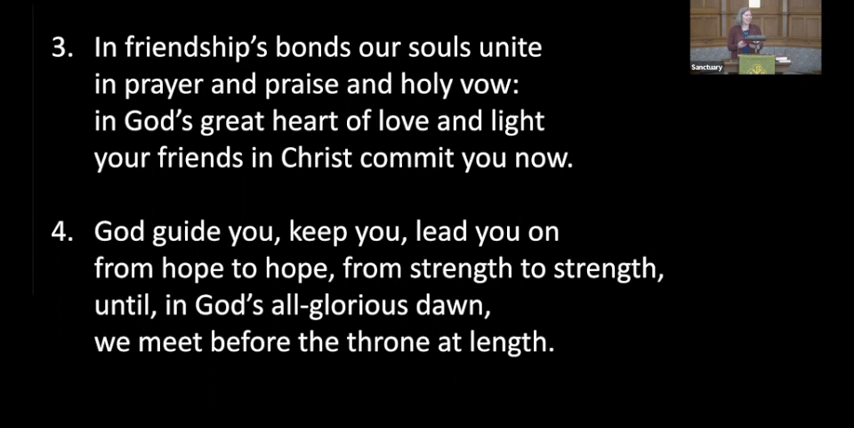 3. In friendship’s bonds our souls unite
in prayer and praise and holy vow:
in God’s great heart of love and light
your friends in Christ commit you now.
4. God guide you, keep you, lead you on
from hope to hope, from strength to strength,
until, in God’s all-glorious dawn,
we meet before the throne at length.
Sanctuary